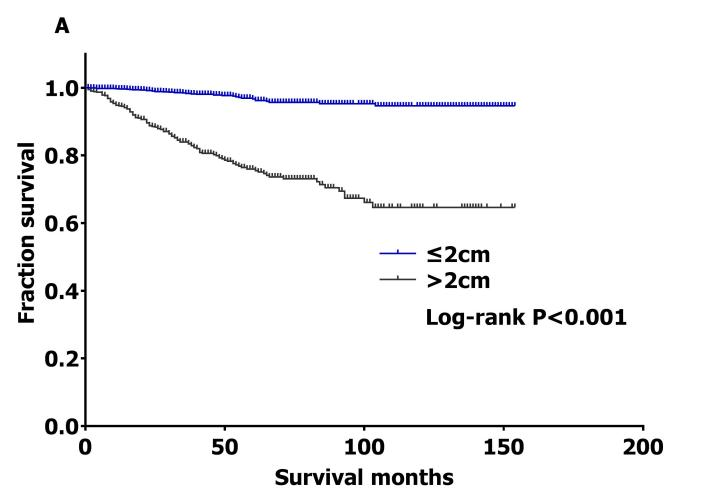 A
1.0
0.8
0.6
0.4
0.2
0.0
Fraction survival
≤2cm
>2cm
Log-rank P<0.001
0 50 100 150 200
Survival months